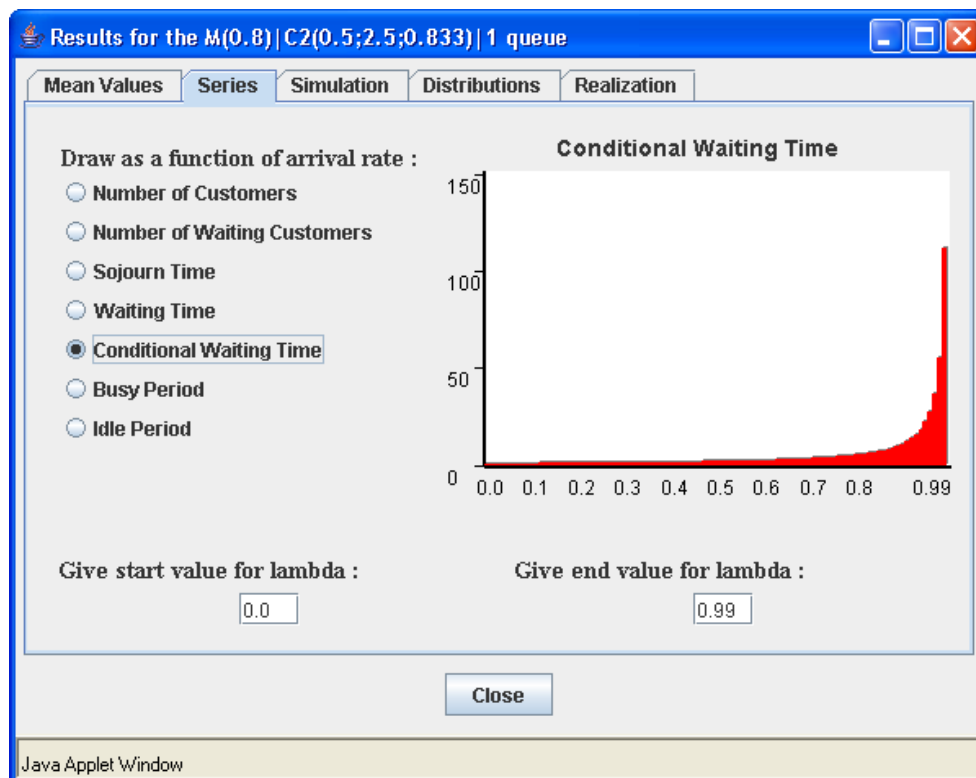 Results for the M(0.8)|C2(0.5;2.5;0.833)|1 queue
Mean Values Series Simulation Distributions Realization
Draw as a function of arrival rate :
Number of Customers
Number of Waiting Customers
Sojourn Time
Waiting Time
Conditional Waiting Time
Busy Period
Idle Period
Conditional Waiting Time
150
100
50
0
0.0 0.1 0.2 0.3 0.4 0.5 0.6 0.7 0.8 0.99
Give start value for lambda :
0.0
Give end value for lambda :
0.99
Close
Java Applet Window